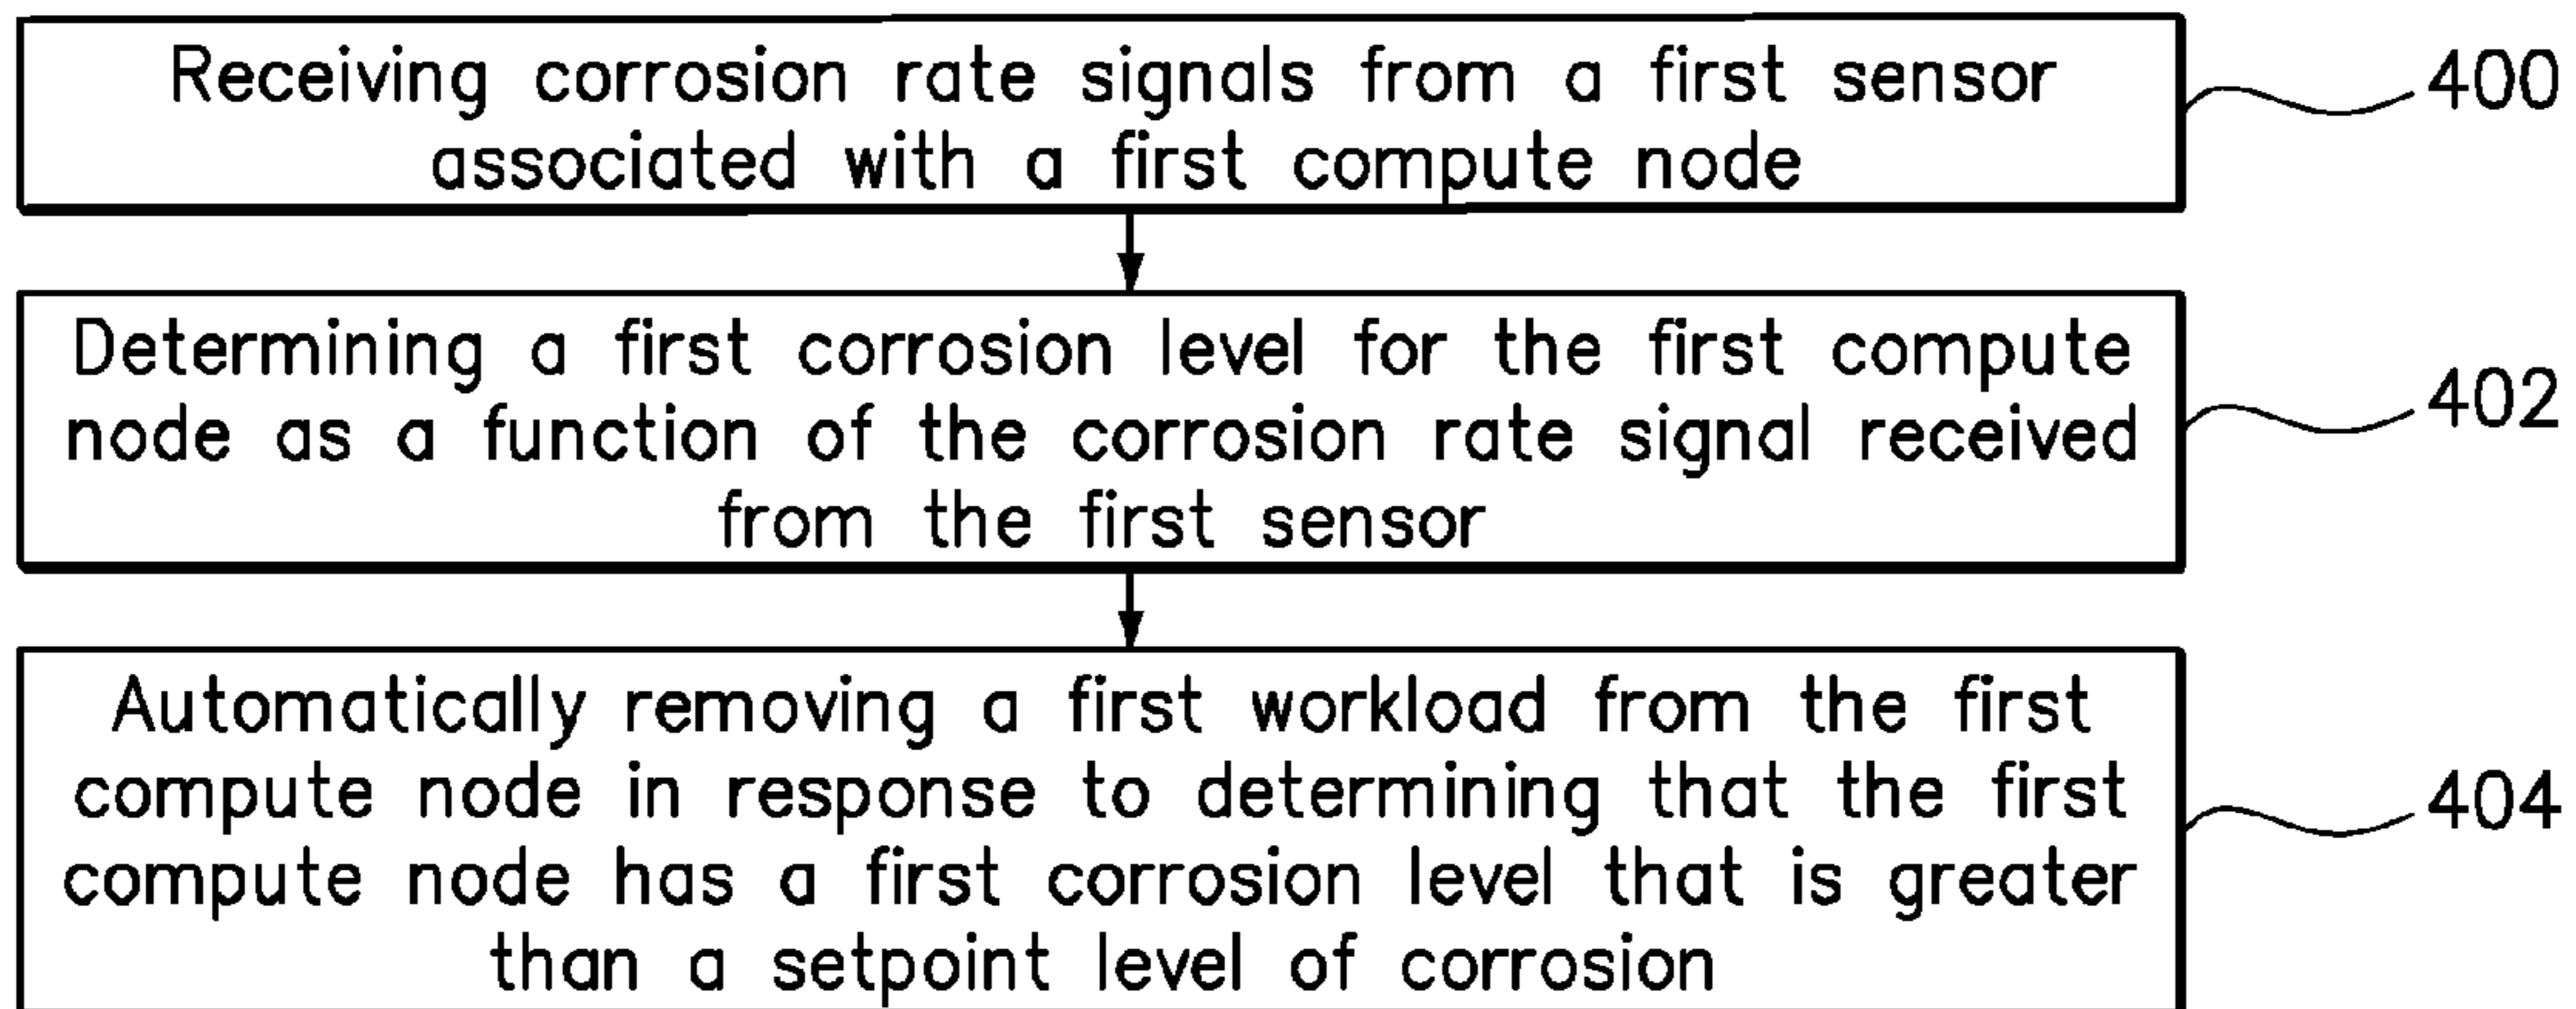 Receiving corrosion rate signals from a first sensor
associated with a first compute node
400
Determining a first corrosion level for the first compute
node as a function of the corrosion rate signal received
from the first sensor
402
Automatically removing a first workload from the first
compute node in response to determining that the first
compute node has a first corrosion level that is greater
than a setpoint level of corrosion
404